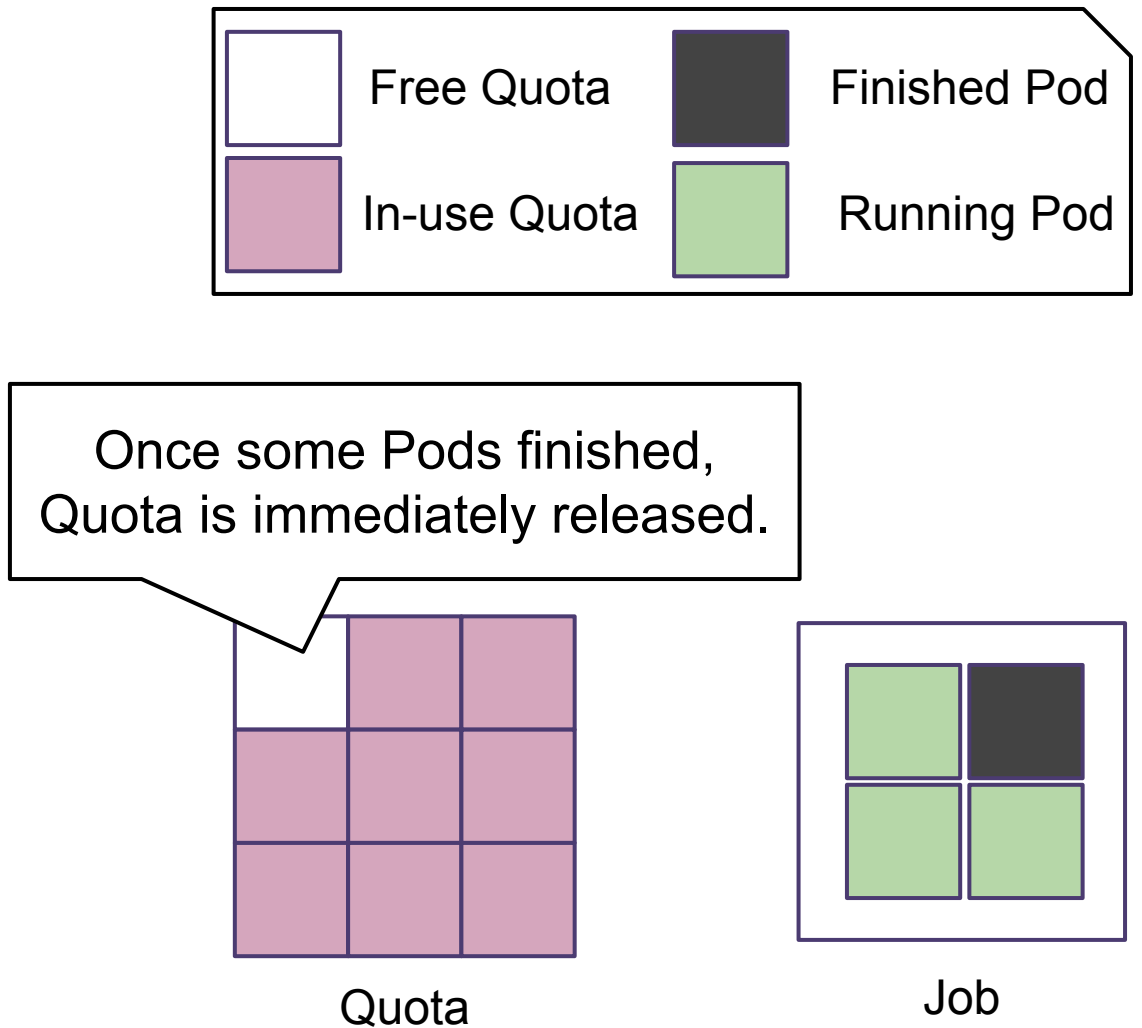 Free Quota
Finished Pod
In-use Quota
Running Pod
Once some Pods finished,
Quota is immediately released.
Quota
Job